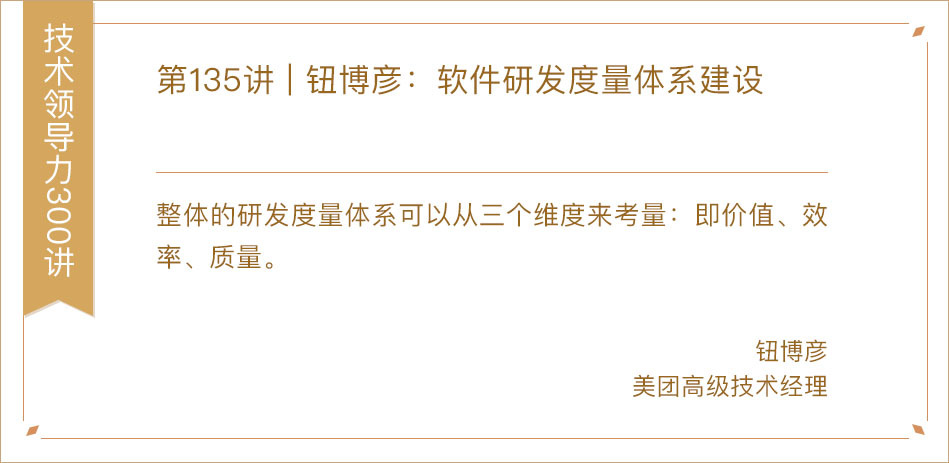 技术领导力300讲
第135讲 | 钮博彦：软件研发度量体系建设
整体的研发度量体系可以从三个维度来考量：即价值、效
率、质量。
钮博彦
美团高级技术经理